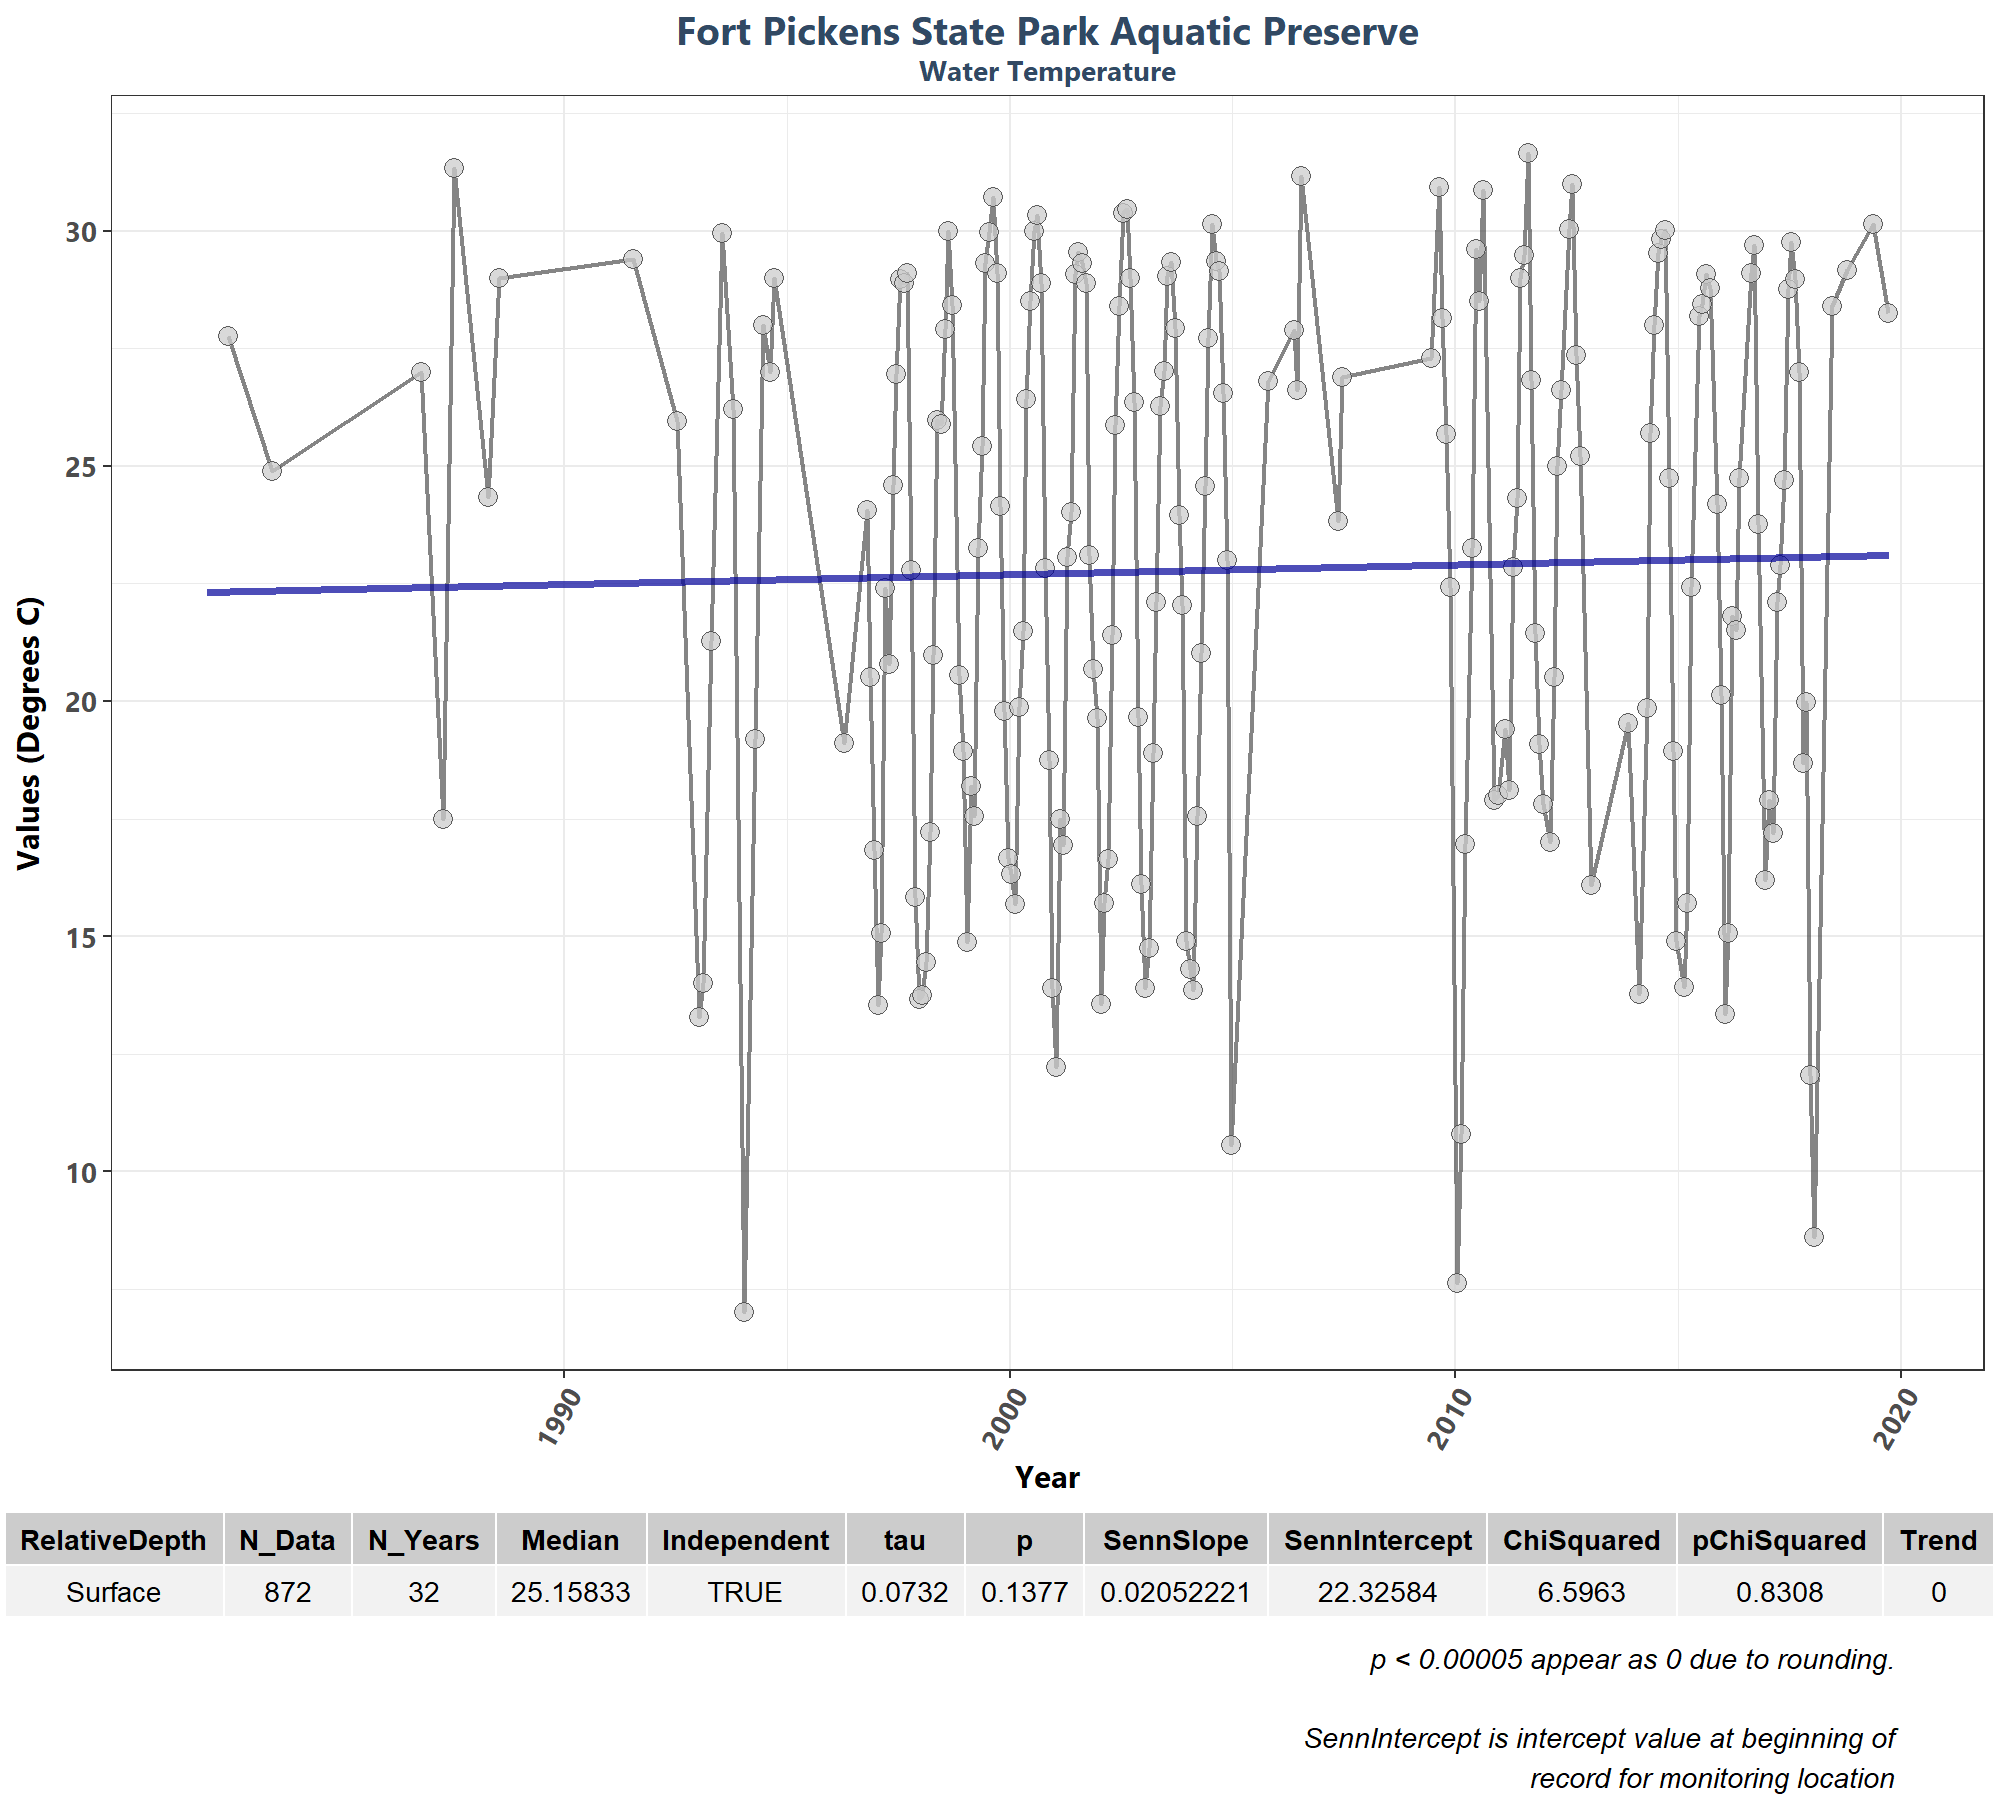 Fort Pickens State Park Aquatic Preserve
Water Temperature
Values (Degrees C)
30
25
20
15
10
1990
2000
2010
2020
Year
RelativeDepth N_Data N_Years Median Independent tau p SennSlope SennIntercept ChiSquared pChiSquared Trend
Surface 872 32 25.15833 TRUE 0.0732 0.1377 0.02052221 22.32584 6.5963 0.8308 0
p < 0.00005 appear as 0 due to rounding.
SennIntercept is intercept value at beginning of
record for monitoring location